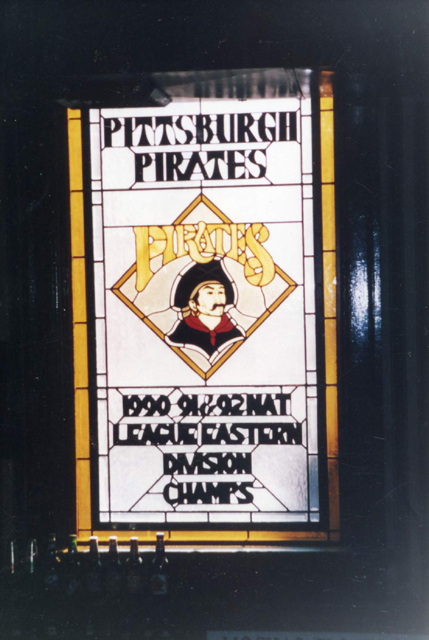 PITTSBURGH
PIRATES
PIRATES
1990 91 & 92 NAT
LEAGUE EASTERN
DIVISION
CHAMPS